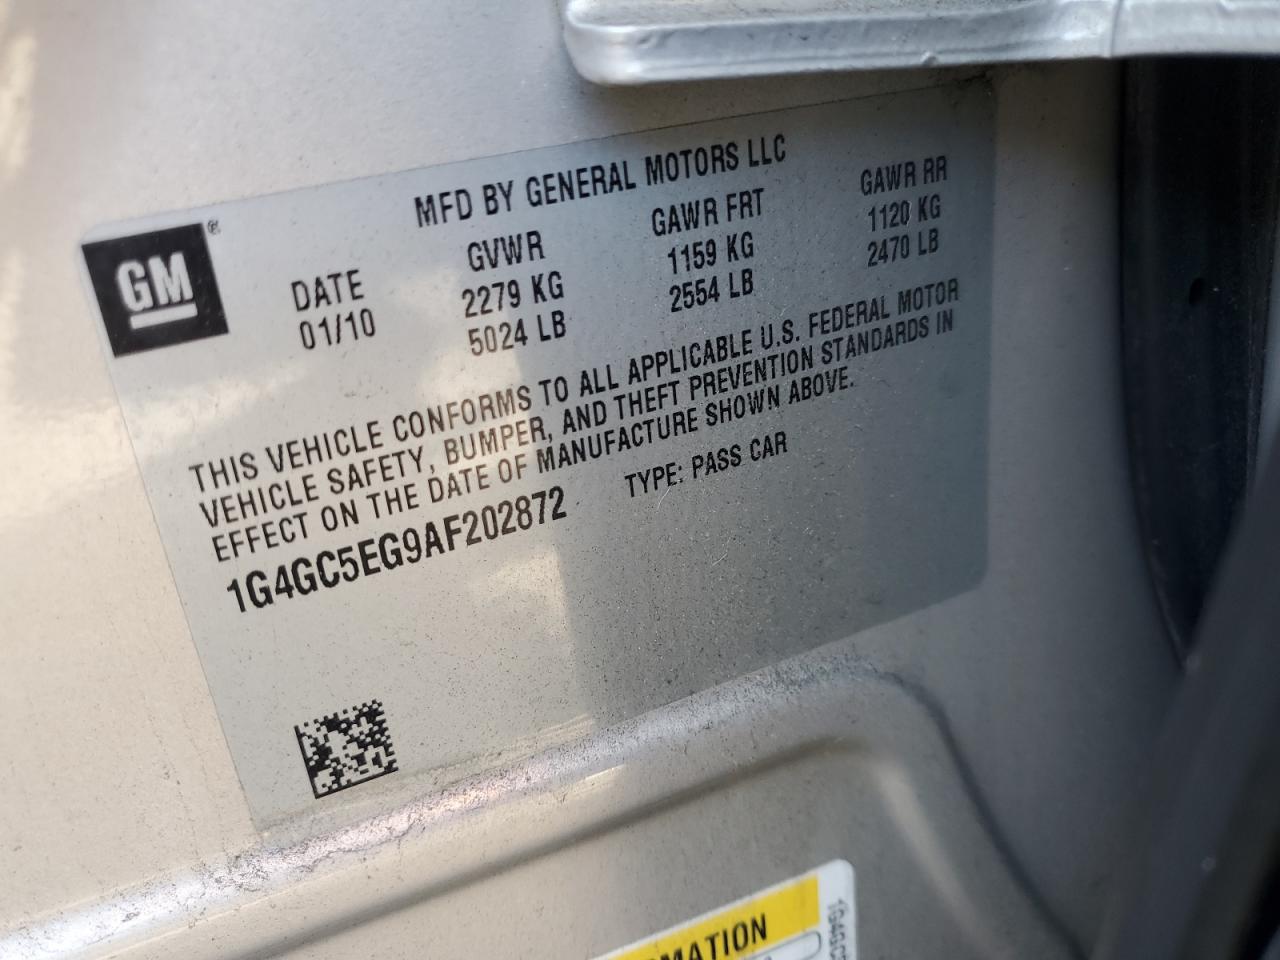 GM ®
MFD BY GENERAL MOTORS LLC
DATE GVWR GAWR FRT GAWR RR
01/10 2279 KG 1159 KG 1120 KG
5024 LB 2554 LB 2470 LB
THIS VEHICLE CONFORMS TO ALL APPLICABLE U.S. FEDERAL MOTOR
VEHICLE SAFETY, BUMPER, AND THEFT PREVENTION STANDARDS IN
EFFECT ON THE DATE OF MANUFACTURE SHOWN ABOVE.
1G4GC5EG9AF202872 TYPE: PASS CAR